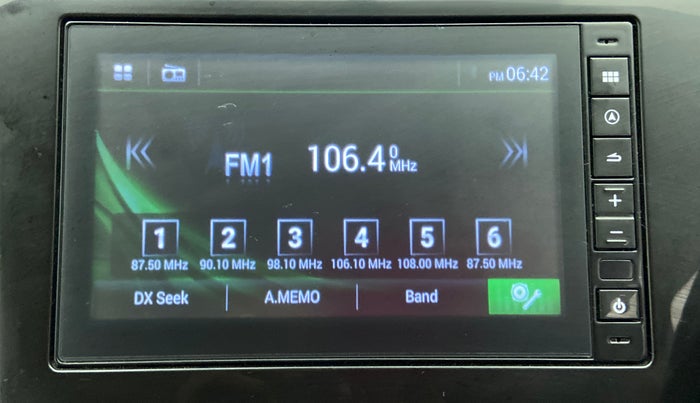 PM 06:42
FM1 106.40 MHz
1 2 3 4 5 6
87.50 MHz 90.10 MHz 98.10 MHz 106.10 MHz 108.00 MHz 87.50 MHz
DX Seek A.MEMO Band